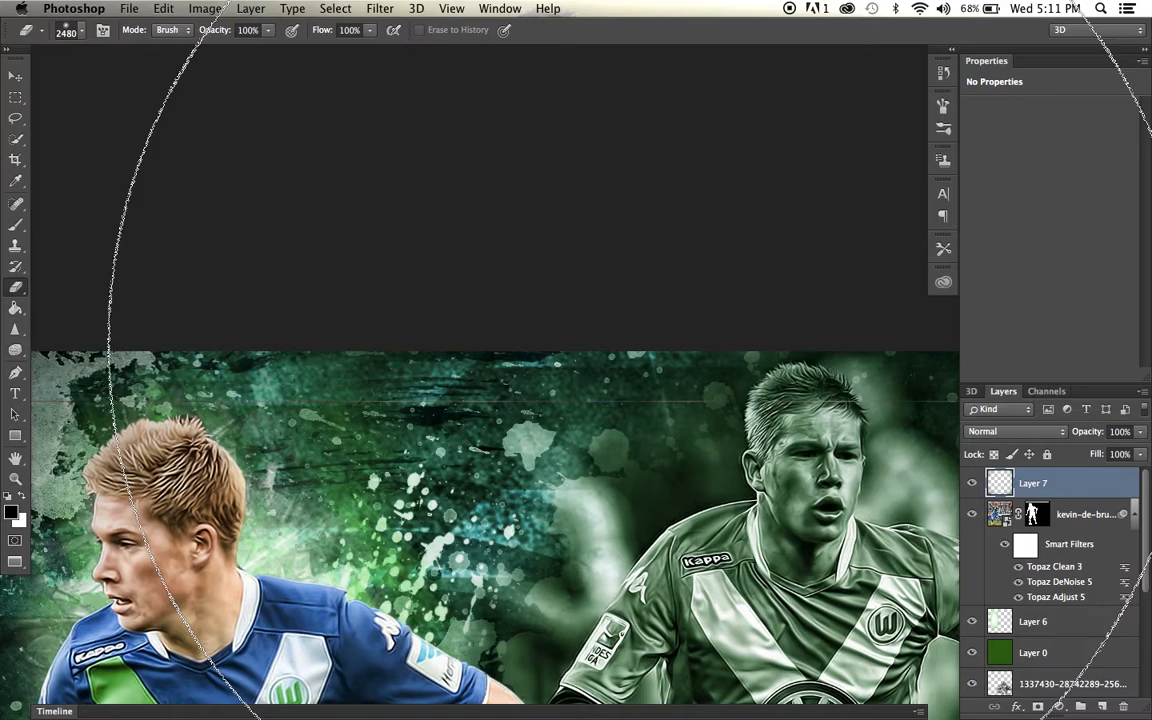 Photoshop File Edit Image Layer Type Select Filter 3D View Window Help 1 68% Wed 5:11 PM
2480 Mode: Brush Opacity: 100% Flow: 100% Erase to History 3D
Properties
No Properties
3D Layers Channels
Kind
Normal Opacity: 100%
Lock: Fill: 100%
Layer 7
kevin-de-bru...
Smart Filters
Topaz Clean 3
Topaz DeNoise 5
Topaz Adjust 5
Layer 6
Layer 0
1337430-28742289-256...
Kappa
Kappa
W
Timeline